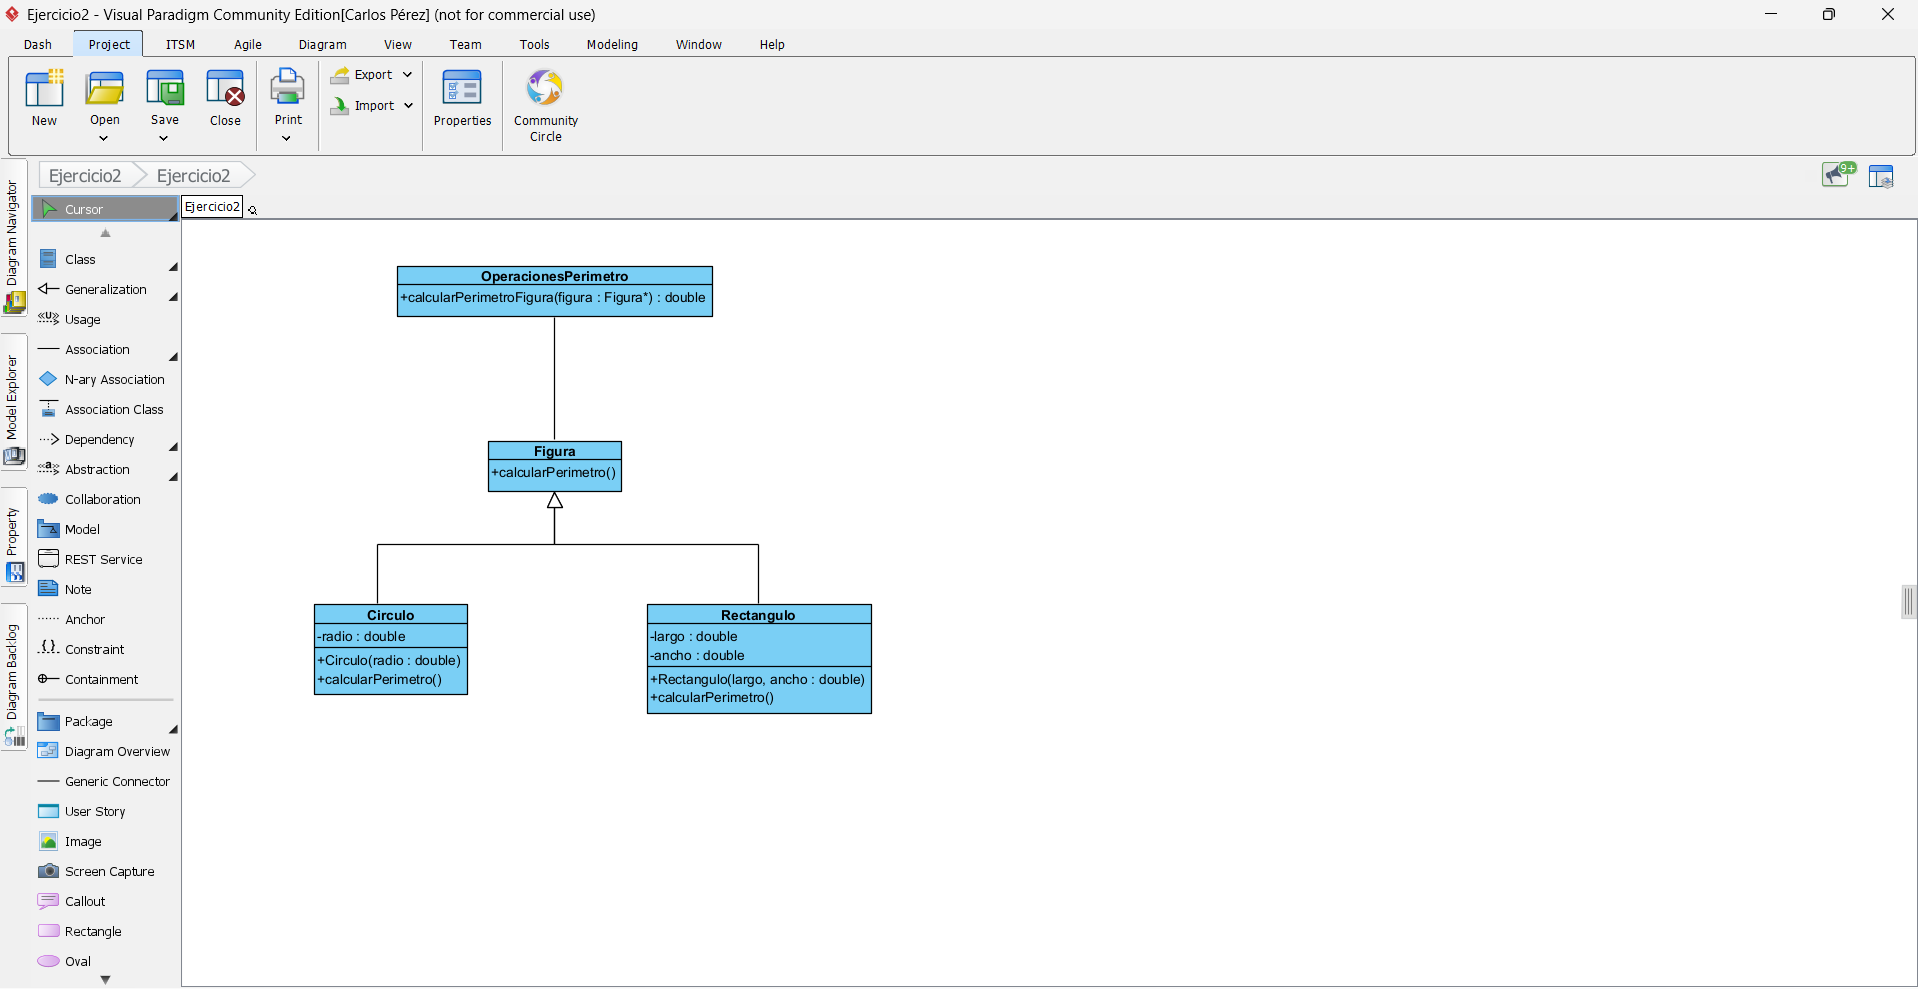 Ejercicio2 - Visual Paradigm Community Edition[Carlos Pérez] (not for commercial use)
Dash Project ITSM Agile Diagram View Team Tools Modeling Window Help
New
Open
Save
Close
Print
Export
Import
Properties
Community
Circle
Ejercicio2 Ejercicio2
9+
Diagram Navigator
Model Explorer
Property
Diagram Backlog
Cursor
Ejercicio2
Class
Generalization
«U» Usage
Association
N-ary Association
Association Class
Dependency
«a» Abstraction
Collaboration
Model
REST Service
Note
Anchor
{} Constraint
Containment
Package
Diagram Overview
Generic Connector
User Story
Image
Screen Capture
Callout
Rectangle
Oval
OperacionesPerimetro
+calcularPerimetroFigura(figura : Figura*) : double
Figura
+calcularPerimetro()
Circulo
-radio : double
+Circulo(radio : double)
+calcularPerimetro()
Rectangulo
-largo : double
-ancho : double
+Rectangulo(largo, ancho : double)
+calcularPerimetro()